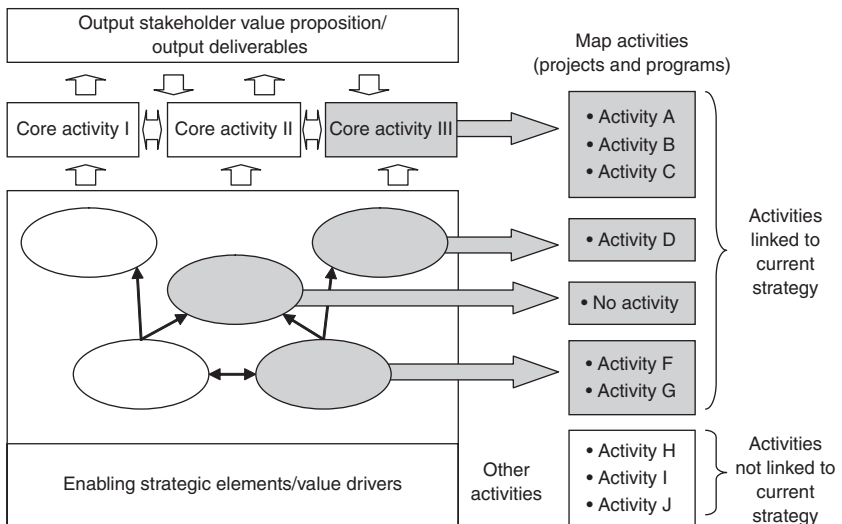 Output stakeholder value proposition/
output deliverables
Map activities
(projects and programs)
Core activity I
Core activity II
Core activity III
• Activity A
• Activity B
• Activity C
• Activity D
• No activity
• Activity F
• Activity G
Activities
linked to
current
strategy
Enabling strategic elements/value drivers
Other
activities
• Activity H
• Activity I
• Activity J
Activities
not linked to
current
strategy